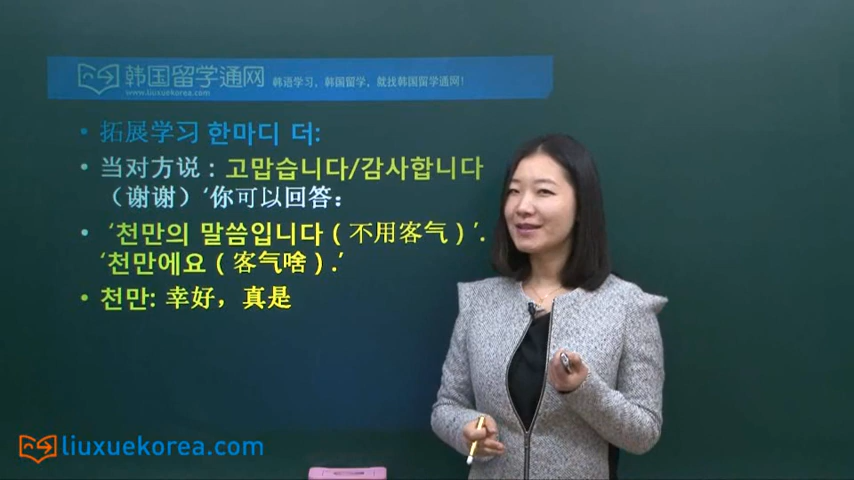 韩国留学通网 韩语学习，韩国留学，就找韩国留学通网！
www.liuxuekorea.com
• 拓展学习 한마디 더:
• 当对方说：고맙습니다/감사합니다
（谢谢）‘你可以回答：
• ‘천만의 말씀입니다（不用客气）’.
‘천만에요（客气啥）.’
• 천만: 幸好，真是
liuxuekorea.com